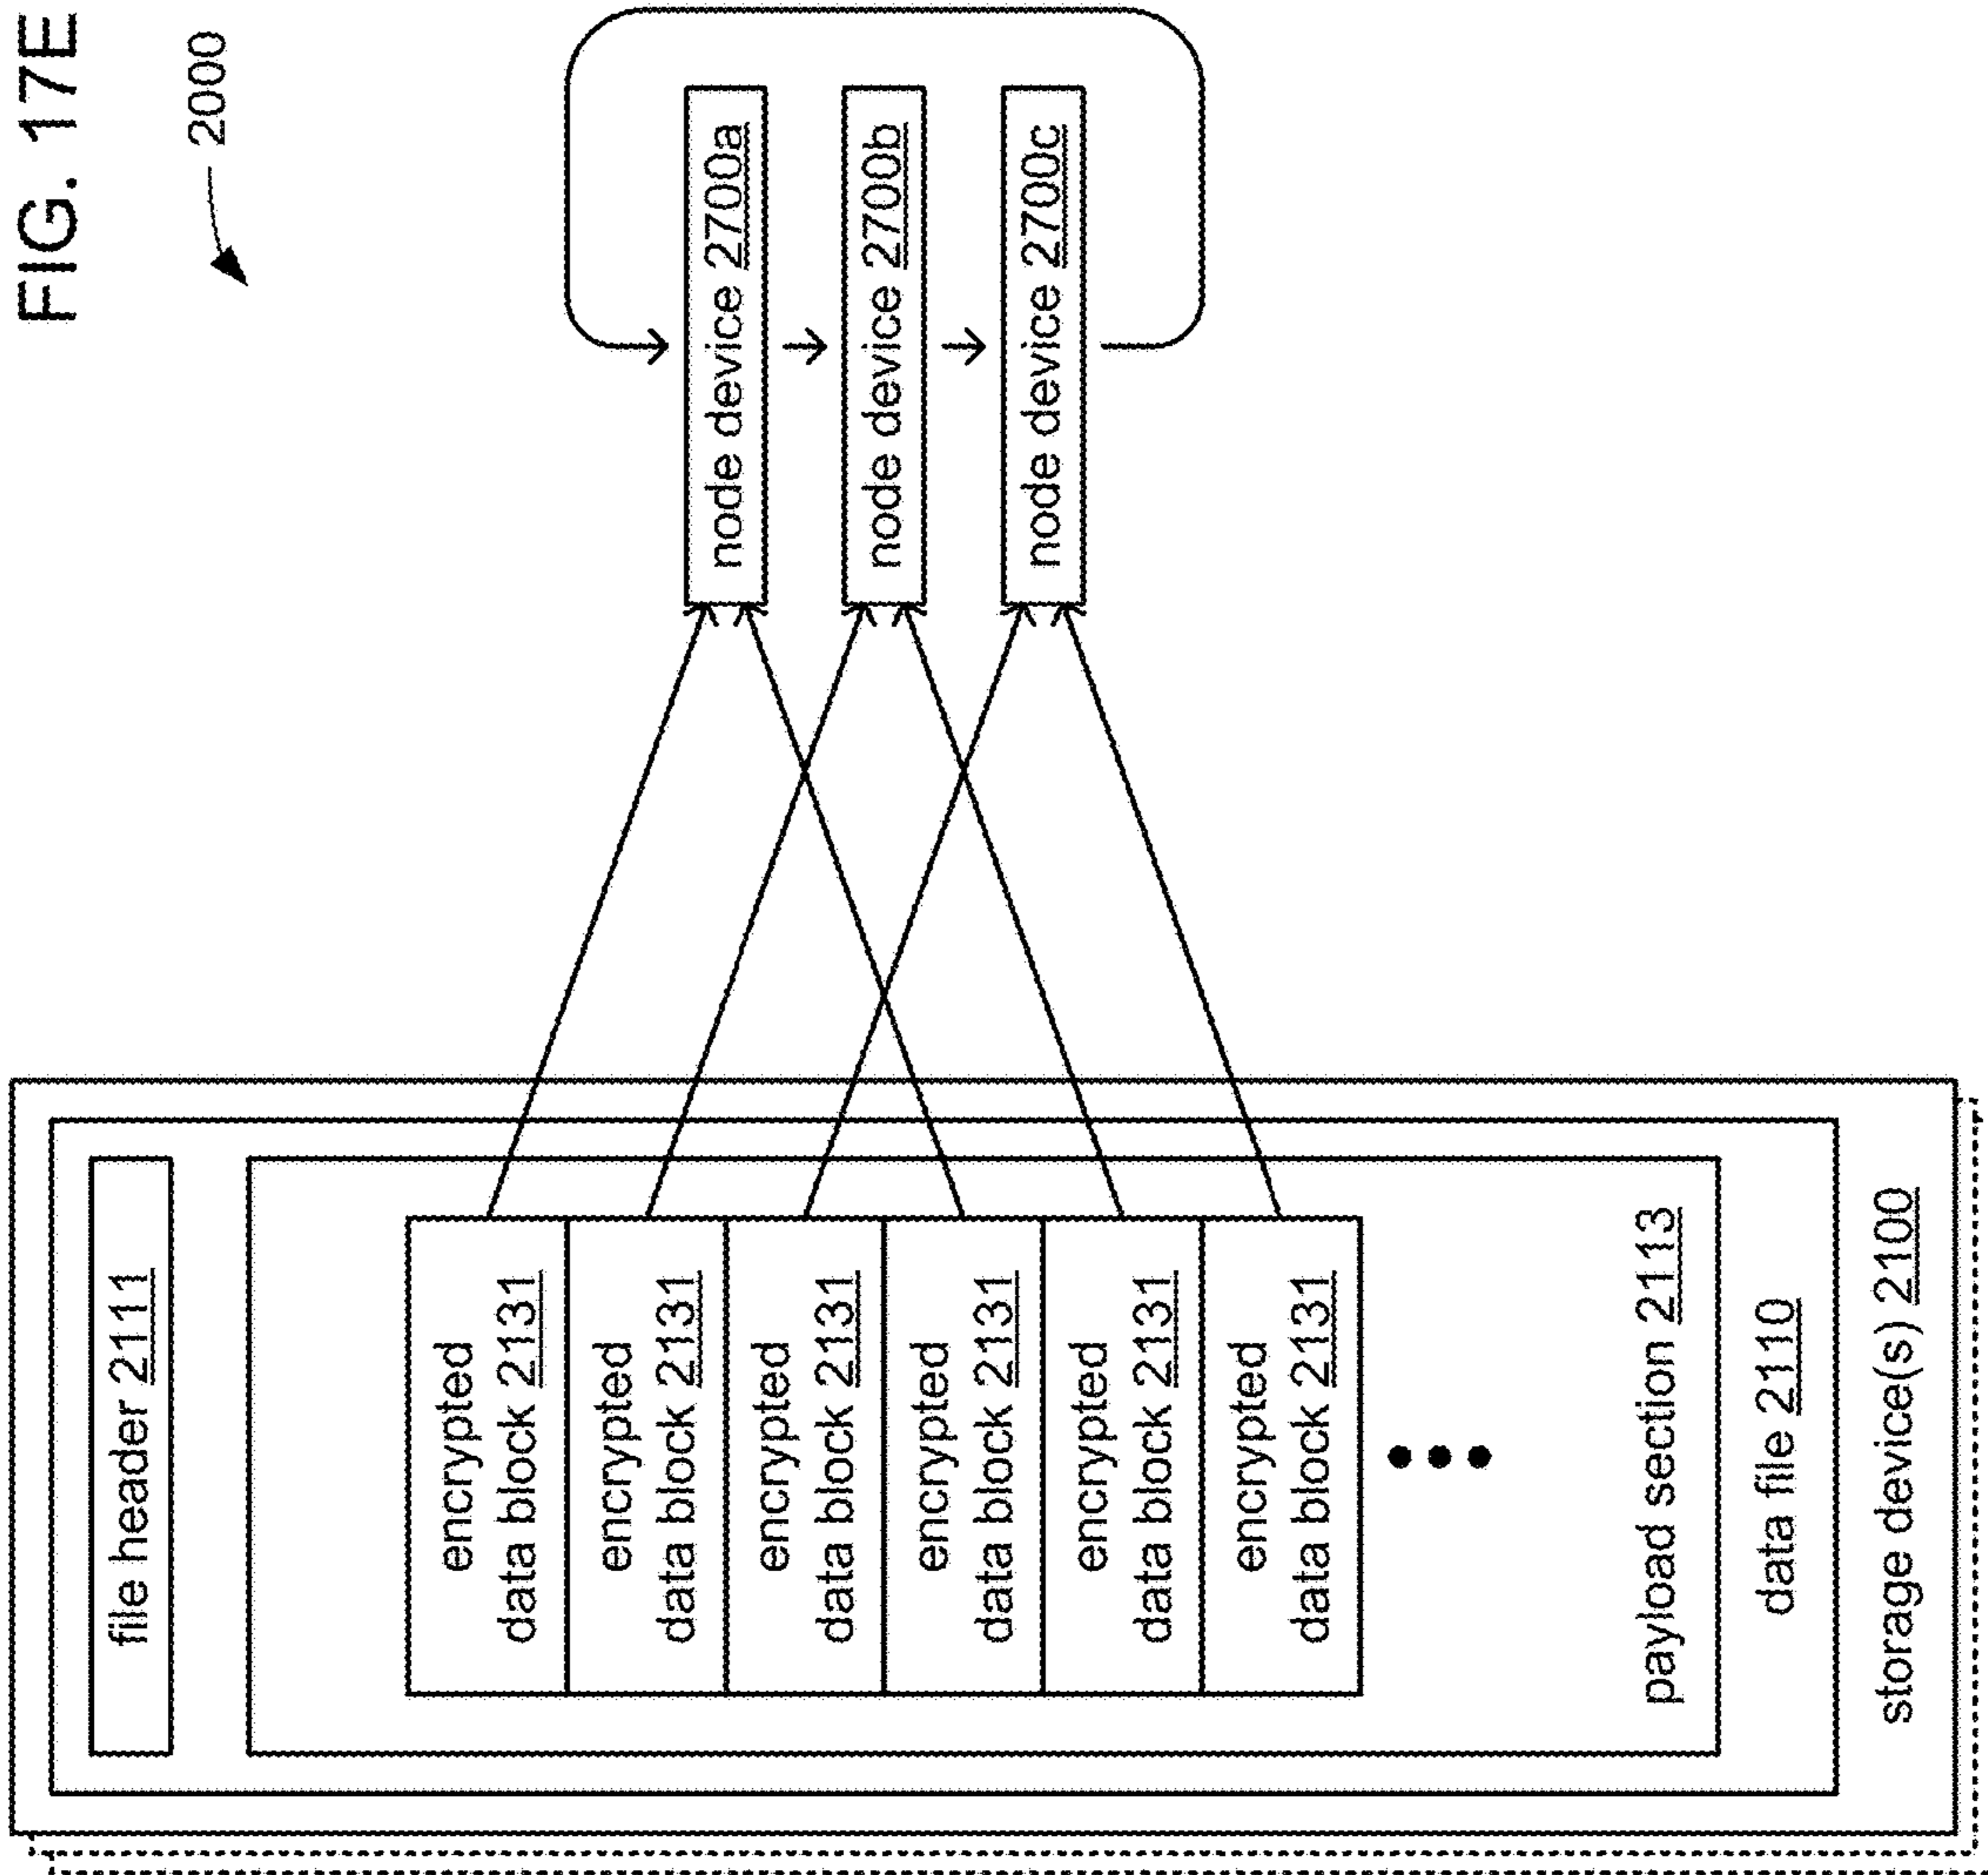 FIG. 17E
2000
file header 2111
encrypted
data block 2131
encrypted
data block 2131
encrypted
data block 2131
encrypted
data block 2131
encrypted
data block 2131
encrypted
data block 2131
payload section 2113
data file 2110
storage device(s) 2100
node device 2700a
node device 2700b
node device 2700c